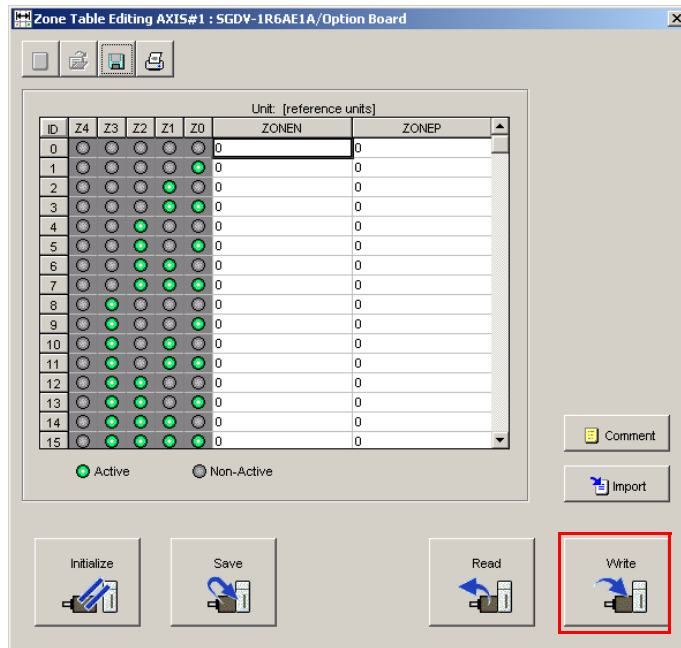 Zone Table Editing AXIS#1 : SGDV-1R6AE1A/Option Board
Unit: [reference units]
ID Z4 Z3 Z2 Z1 Z0 ZONEN ZONEP
0 0 0
1 0 0
2 0 0
3 0 0
4 0 0
5 0 0
6 0 0
7 0 0
8 0 0
9 0 0
10 0 0
11 0 0
12 0 0
13 0 0
14 0 0
15 0 0
Active Non-Active
Comment
Import
Initialize Save Read Write